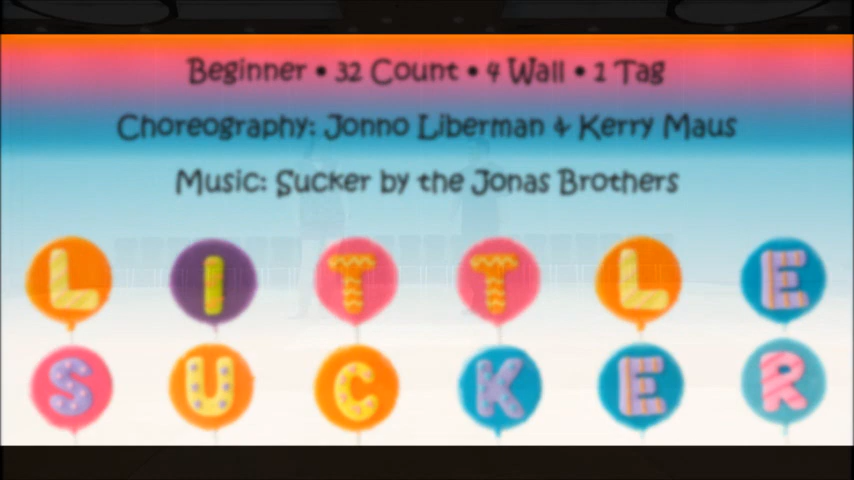 Beginner • 32 Count • 4 Wall • 1 Tag
Choreography: Jonno Liberman & Kerry Maus
Music: Sucker by the Jonas Brothers
LITTLE
SUCKER